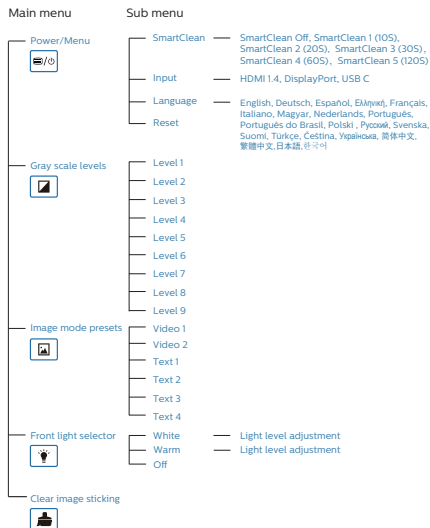 Main menu
Sub menu
Power/Menu
SmartClean
SmartClean Off, SmartClean 1 (10S),
SmartClean 2 (20S), SmartClean 3 (30S),
SmartClean 4 (60S), SmartClean 5 (120S)
Input
HDMI 1.4, DisplayPort, USB C
Language
English, Deutsch, Español, Ελληνική, Français,
Italiano, Magyar, Nederlands, Português,
Português do Brasil, Polski , Русский, Svenska,
Suomi, Türkçe, Čeština, Українська, 简体中文,
繁體中文,日本語,한국어
Reset
Gray scale levels
Level 1
Level 2
Level 3
Level 4
Level 5
Level 6
Level 7
Level 8
Level 9
Image mode presets
Video 1
Video 2
Text 1
Text 2
Text 3
Text 4
Front light selector
White
Light level adjustment
Warm
Light level adjustment
Off
Clear image sticking